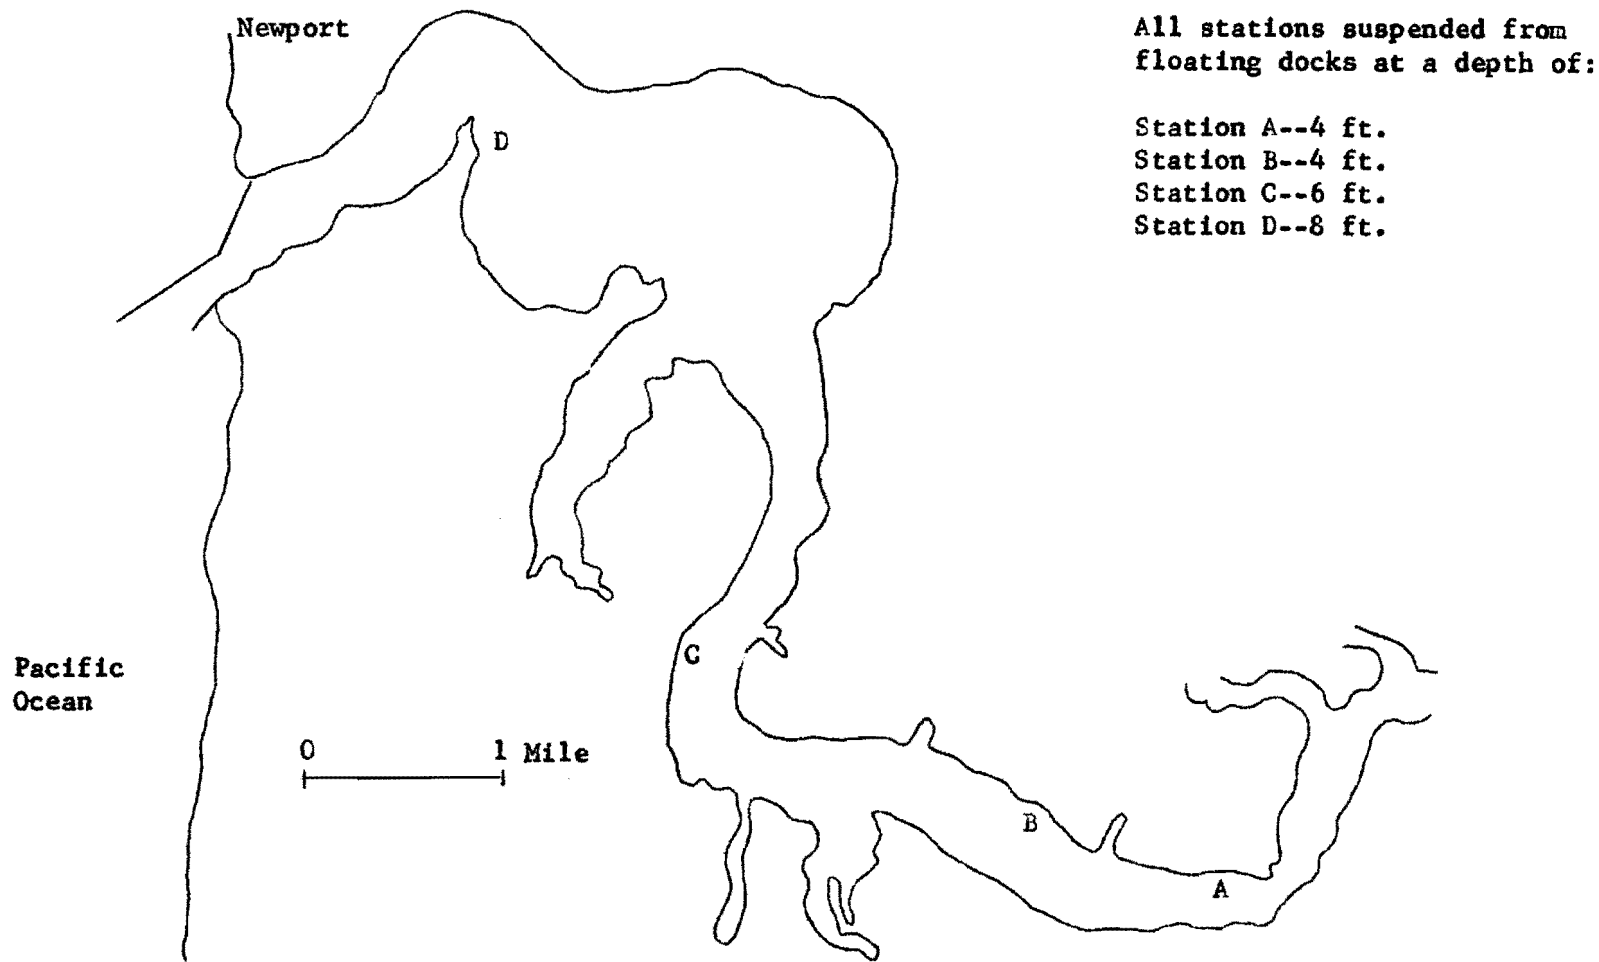 Newport
All stations suspended from
floating docks at a depth of:
Station A--4 ft.
Station B--4 ft.
Station C--6 ft.
Station D--8 ft.
D
C
Pacific
Ocean
0 1 Mile
B
A